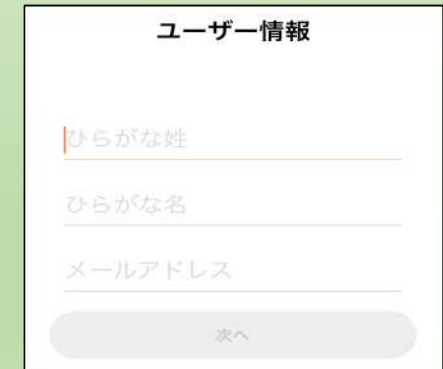 ユーザー情報
ひらがな姓
ひらがな名
メールアドレス
次へ